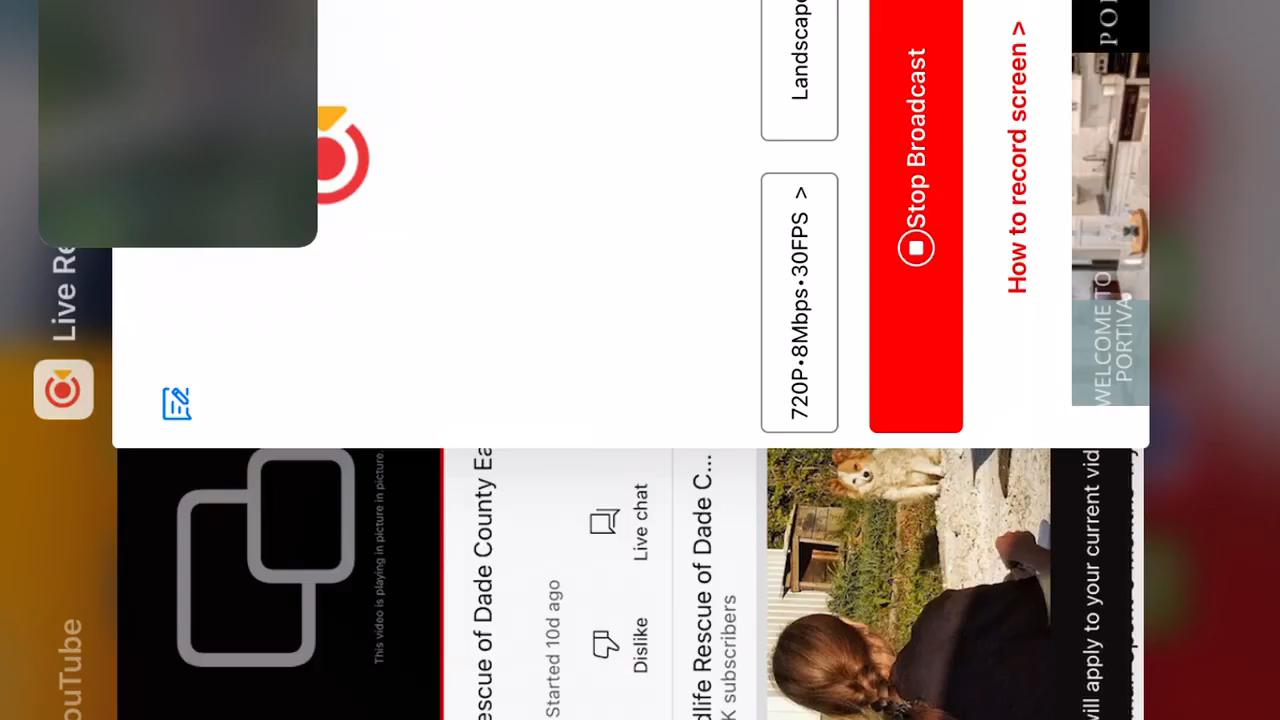 Live Re
Landscape
720P•8Mbps•30FPS >
Stop Broadcast
How to record screen >
WELCOME TO
PORTIVA
ouTube
This video is playing in picture in picture.
escue of Dade County Ea
Started 10d ago
Live chat
Dislike
dlife Rescue of Dade C...
K subscribers
will apply to your current vid